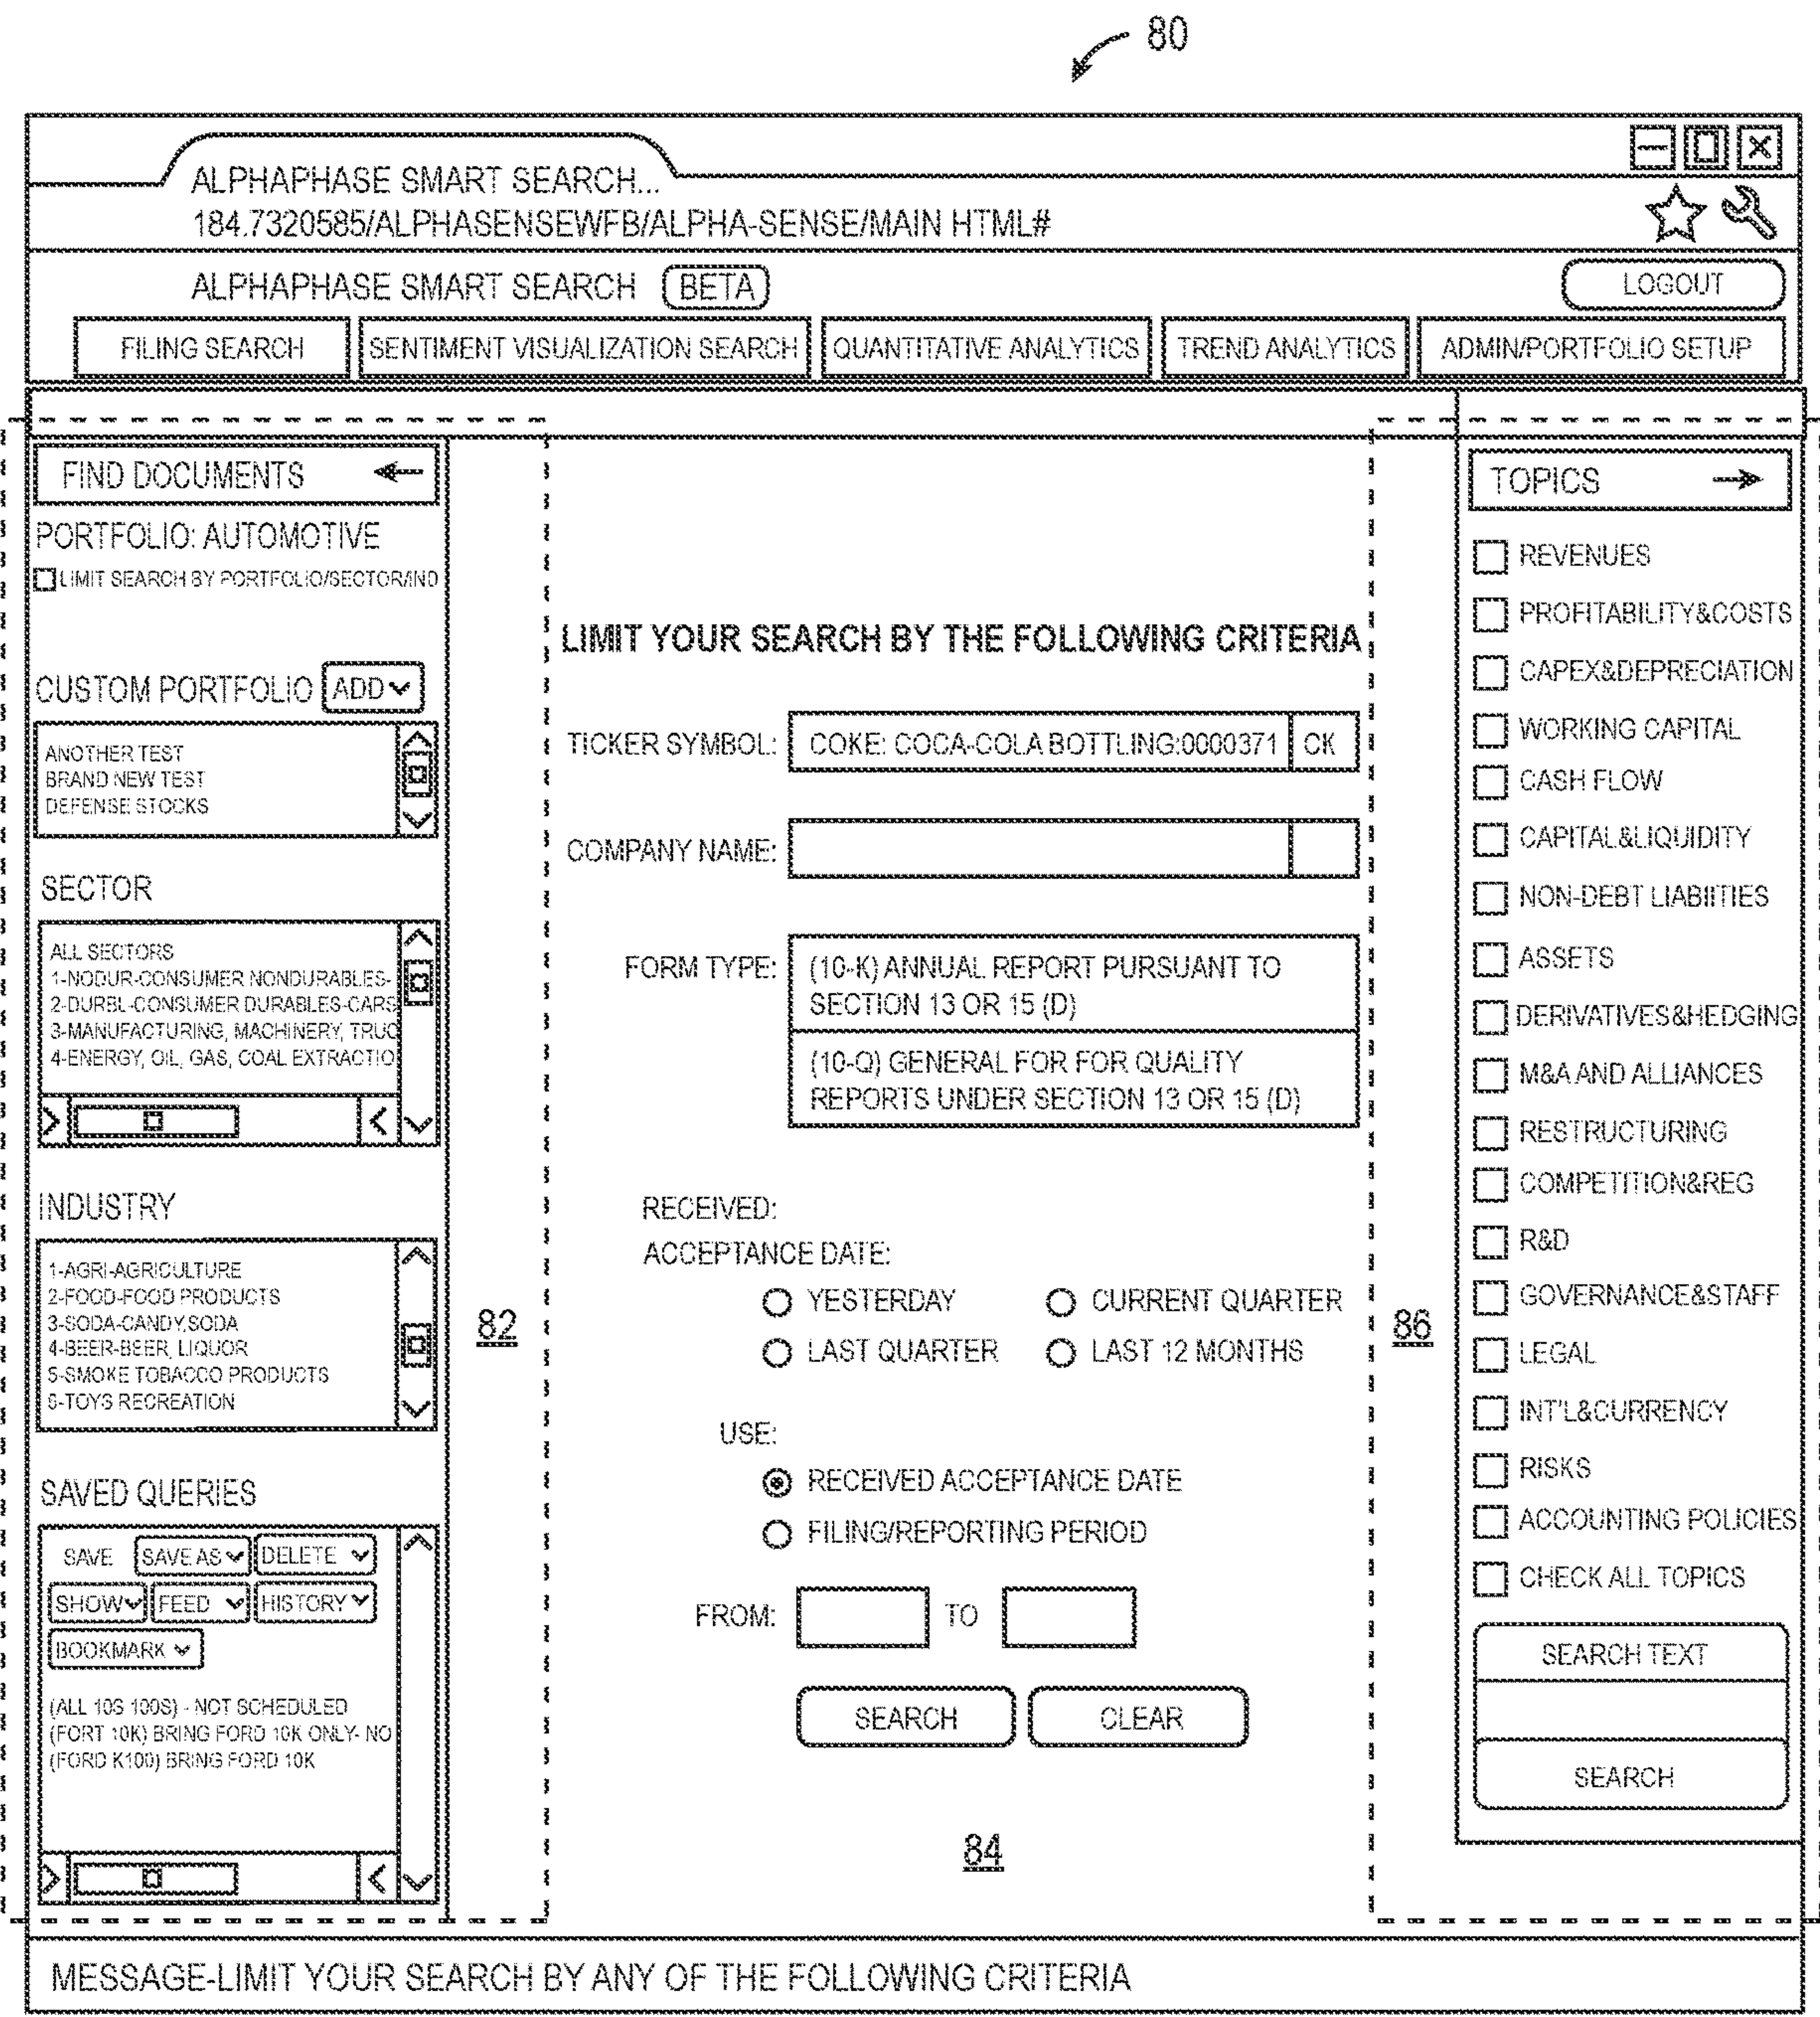 80
ALPHAPHASE SMART SEARCH...
184.7320585/ALPHASENSEWFB/ALPHA-SENSE/MAIN HTML#
ALPHAPHASE SMART SEARCH BETA LOGOUT
FILING SEARCH SENTIMENT VISUALIZATION SEARCH QUANTITATIVE ANALYTICS TREND ANALYTICS ADMIN/PORTFOLIO SETUP
FIND DOCUMENTS
PORTFOLIO: AUTOMOTIVE
LIMIT SEARCH BY PORTFOLIO/SECTOR/IND
CUSTOM PORTFOLIO ADD
ANOTHER TEST
BRAND NEW TEST
DEFENSE STOCKS
SECTOR
ALL SECTORS
1-NODUR-CONSUMER NONDURABLES-
2-DURBL-CONSUMER DURABLES-CARS
3-MANUFACTURING, MACHINERY, TRUC
4-ENERGY, OIL, GAS, COAL EXTRACTIO
INDUSTRY
1-AGRI-AGRICULTURE
2-FOOD-FOOD PRODUCTS
3-SODA-CANDY,SODA
4-BEER-BEER, LIQUOR
5-SMOKE TOBACCO PRODUCTS
6-TOYS RECREATION
SAVED QUERIES
SAVE SAVE AS DELETE
SHOW FEED HISTORY
BOOKMARK
(ALL 10S 100S) - NOT SCHEDULED
(FORT 10K) BRING FORD 10K ONLY- NO
(FORD K100) BRING FORD 10K
82
LIMIT YOUR SEARCH BY THE FOLLOWING CRITERIA
TICKER SYMBOL: COKE: COCA-COLA BOTTLING:0000371 CK
COMPANY NAME:
FORM TYPE: (10-K) ANNUAL REPORT PURSUANT TO
SECTION 13 OR 15 (D)
(10-Q) GENERAL FOR FOR QUALITY
REPORTS UNDER SECTION 13 OR 15 (D)
RECEIVED:
ACCEPTANCE DATE:
YESTERDAY CURRENT QUARTER
LAST QUARTER LAST 12 MONTHS
USE:
RECEIVED ACCEPTANCE DATE
FILING/REPORTING PERIOD
FROM: TO
SEARCH CLEAR
84
86
TOPICS
REVENUES
PROFITABILITY&COSTS
CAPEX&DEPRECIATION
WORKING CAPITAL
CASH FLOW
CAPITAL&LIQUIDITY
NON-DEBT LIABIITIES
ASSETS
DERIVATIVES&HEDGING
M&A AND ALLIANCES
RESTRUCTURING
COMPETITION&REG
R&D
GOVERNANCE&STAFF
LEGAL
INT'L&CURRENCY
RISKS
ACCOUNTING POLICIES
CHECK ALL TOPICS
SEARCH TEXT
SEARCH
MESSAGE-LIMIT YOUR SEARCH BY ANY OF THE FOLLOWING CRITERIA